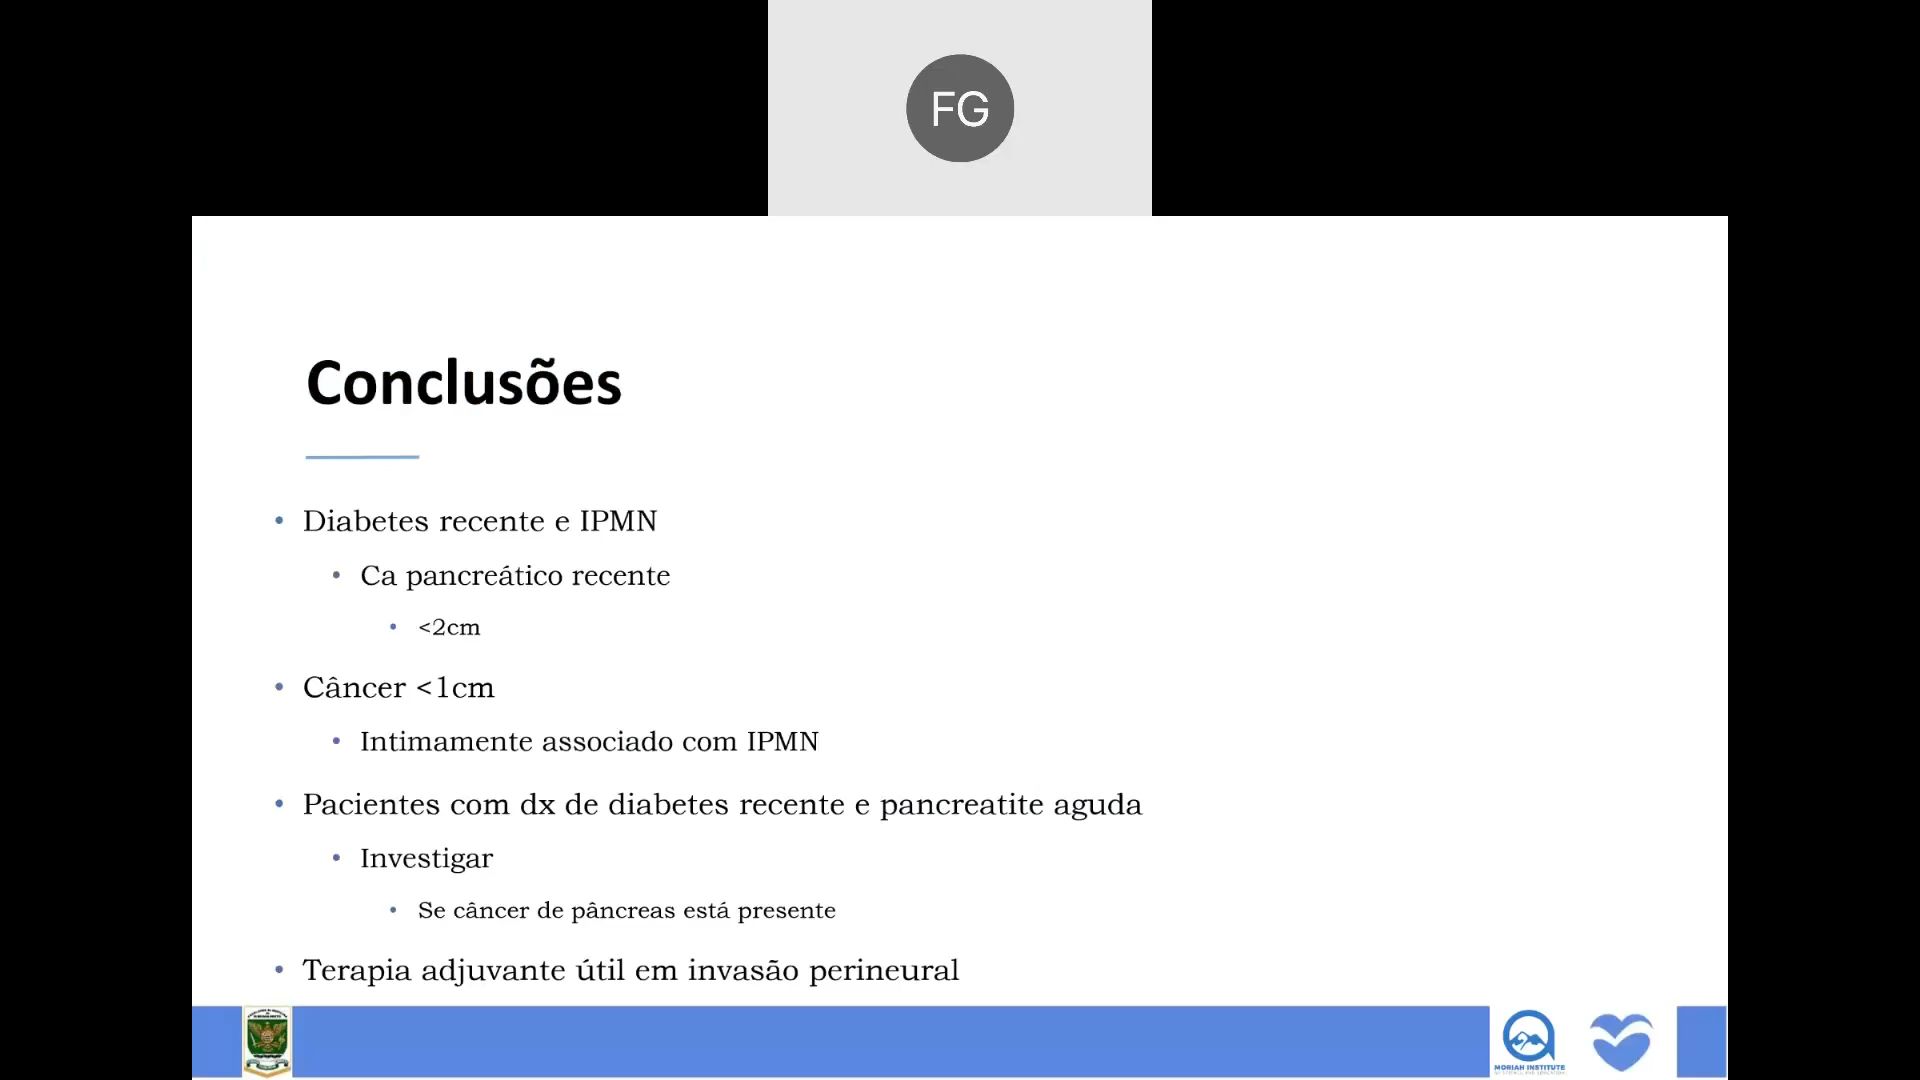 FG
Conclusões
• Diabetes recente e IPMN
• Ca pancreático recente
• <2cm
• Câncer <1cm
• Intimamente associado com IPMN
• Pacientes com dx de diabetes recente e pancreatite aguda
• Investigar
• Se câncer de pâncreas está presente
• Terapia adjuvante útil em invasão perineural
MORIAH INSTITUTE